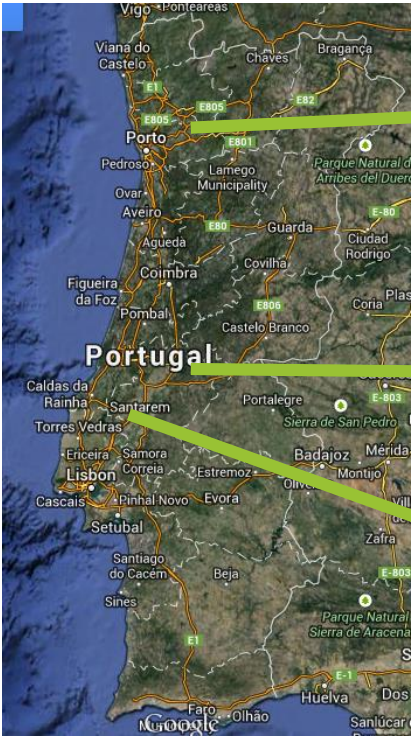 Vigo
Ponteareas
Viana do
Castelo
Chaves
Bragança
E1
E805
E82
E805
Porto
E801
Pedroso
Lamego
Municipality
Parque Natural d
Arribes del Duer
Ovar
Aveiro
E80
Guarda
E-80
Agueda
Ciudad
Rodrigo
Coimbra
Covilha
Figueira
da Foz
E806
Coria
Plas
Pombal
Castelo Branco
Portugal
Caldas da
Rainha
Santarem
Portalegre
E-803
Sierra de San Pedro
Torres Vedras
Ericeira
Samora
Correia
Badajoz
Mérida
Lisbon
Estremoz
Montijo
Cascais
Pinhal Novo
Evora
Setubal
Zafra
Santiago
do Cacém
Beja
E-803
Sines
Parque Natural
Sierra de Aracena
E1
S
E-1
Huelva
Dos
Faro
Olhão
Google
Sanlúcar